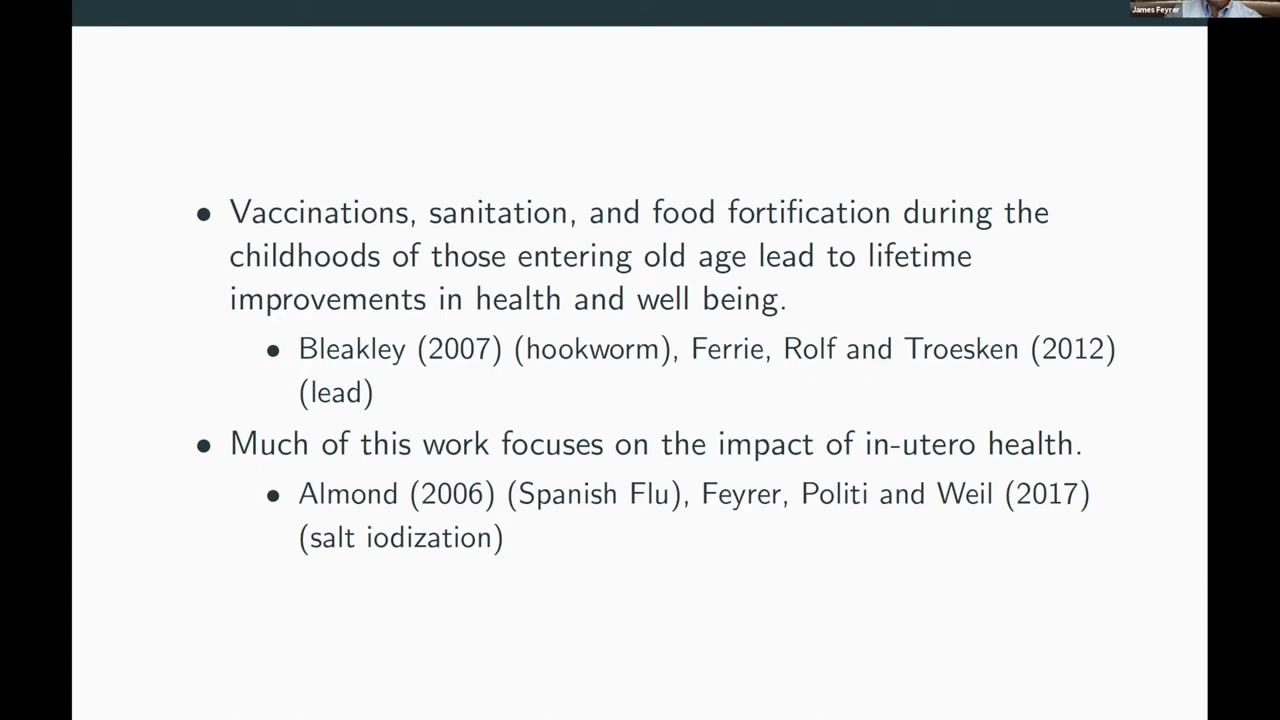 James Feyrer
• Vaccinations, sanitation, and food fortification during the
childhoods of those entering old age lead to lifetime
improvements in health and well being.
• Bleakley (2007) (hookworm), Ferrie, Rolf and Troesken (2012)
(lead)
• Much of this work focuses on the impact of in-utero health.
• Almond (2006) (Spanish Flu), Feyrer, Politi and Weil (2017)
(salt iodization)